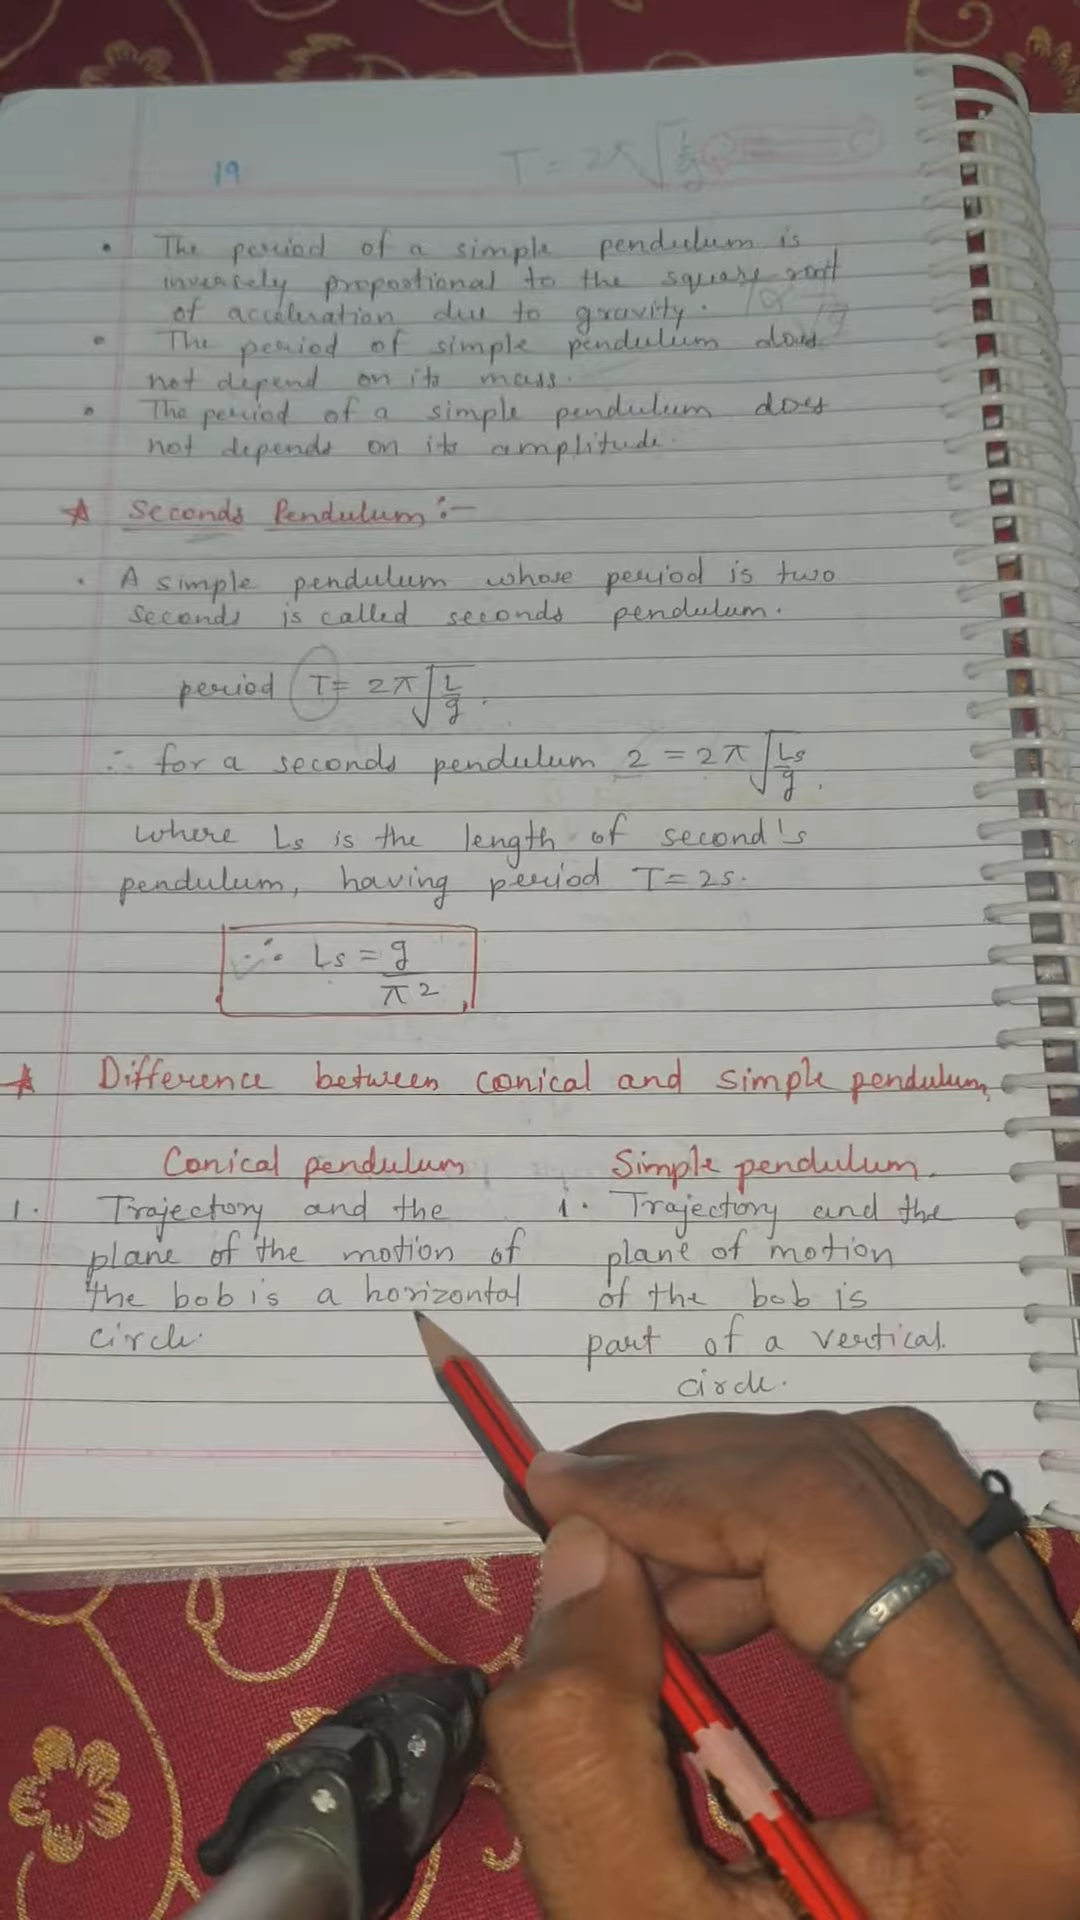 19
T = 2π√
• The period of a simple pendulum is
inversely proportional to the square root
of acceleration due to gravity.
• The period of simple pendulum does
not depend on its mass.
• The period of a simple pendulum does
not depends on its amplitude.
☆ Seconds Pendulum :-
. A simple pendulum whose period is two
seconds is called seconds pendulum.
period T = 2π√L/g.
∴ for a seconds pendulum 2 = 2π√Ls/g.
where Ls is the length of second's
pendulum, having period T = 2s.
∴ Ls = g/π2
☆ Difference between conical and simple pendulum,
Conical pendulum Simple pendulum.
1. Trajectory and the
plane of the motion of
the bob is a horizontal
circle.
i. Trajectory and the
plane of motion
of the bob is
part of a vertical
circle.